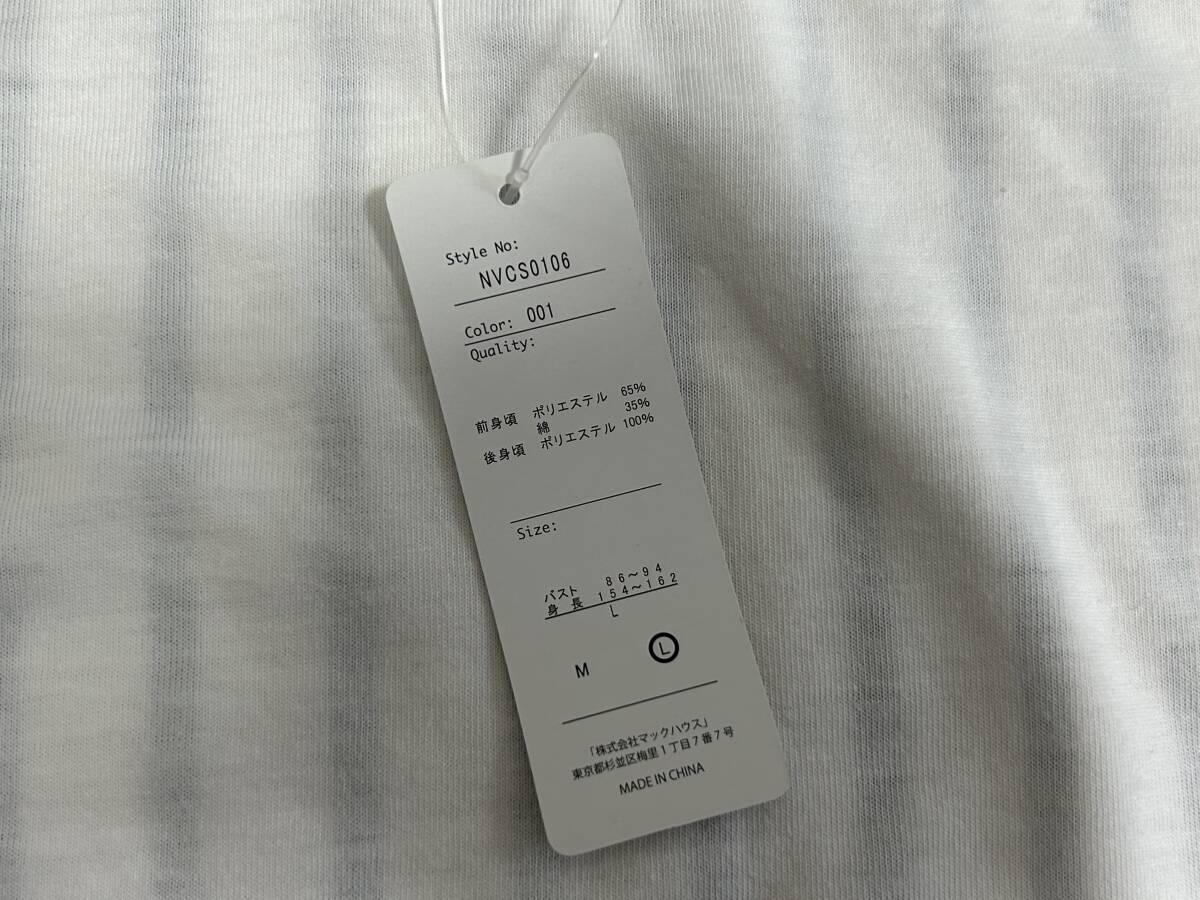 Style No:
NVCS0106
Color: 001
Quality:
前身頃 ポリエステル 65%
綿 35%
後身頃 ポリエステル 100%
Size:
バスト 86～94
身 長 154～162
L
M L
「株式会社マックハウス」
東京都杉並区梅里1丁目7番7号
MADE IN CHINA